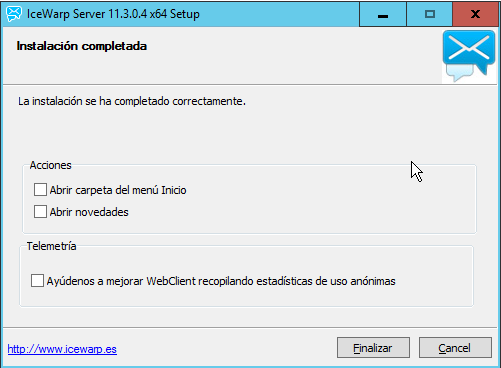 IceWarp Server 11.3.0.4 x64 Setup
Instalación completada
La instalación se ha completado correctamente.
Acciones
Abrir carpeta del menú Inicio
Abrir novedades
Telemetría
Ayúdenos a mejorar WebClient recopilando estadísticas de uso anónimas
http://www.icewarp.es
Finalizar
Cancel